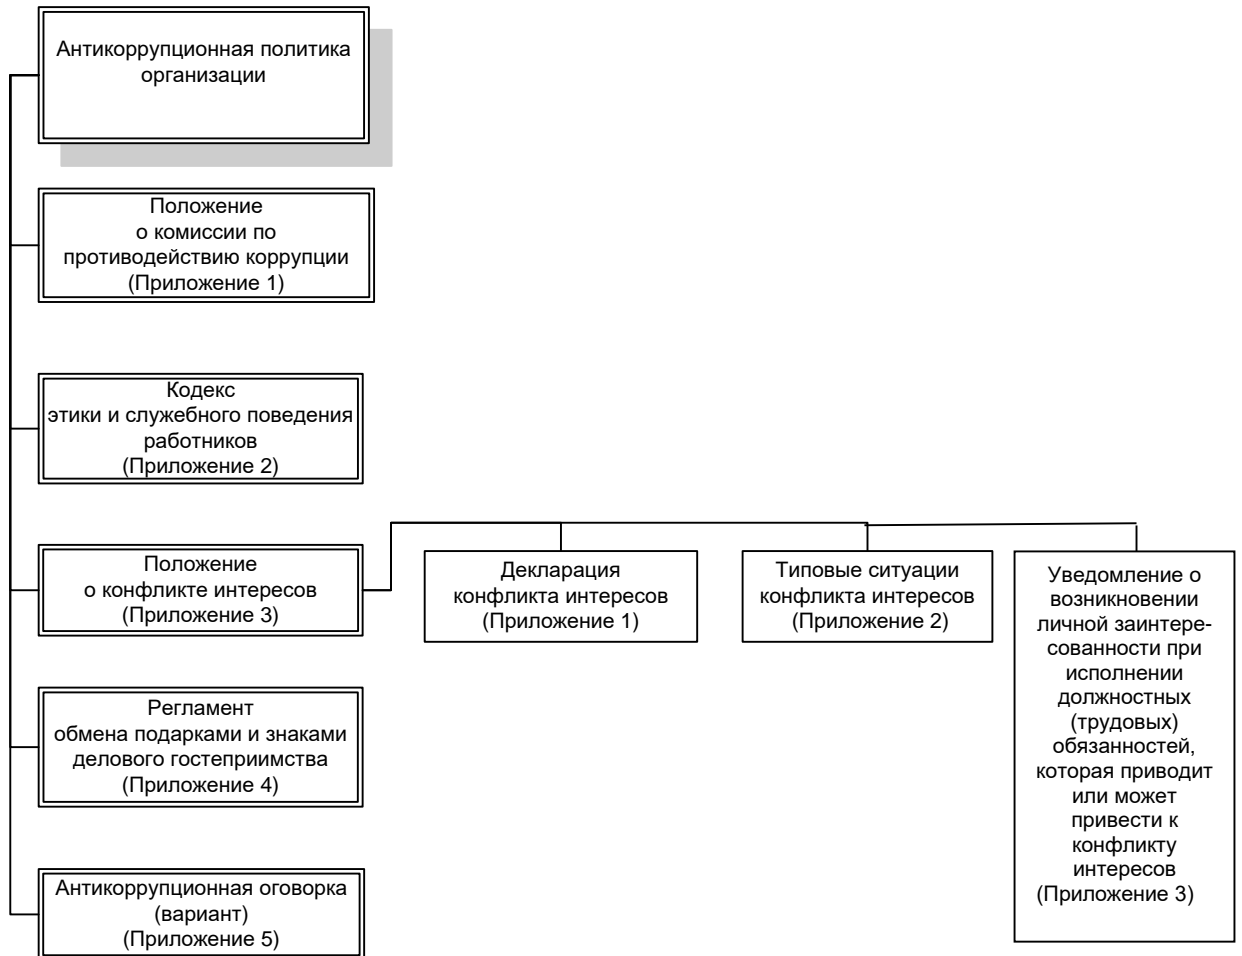 Антикоррупционная политика
организации
Положение
о комиссии по
противодействию коррупции
(Приложение 1)
Кодекс
этики и служебного поведения
работников
(Приложение 2)
Положение
о конфликте интересов
(Приложение 3)
Декларация
конфликта интересов
(Приложение 1)
Типовые ситуации
конфликта интересов
(Приложение 2)
Уведомление о
возникновении
личной заинтере-
сованности при
исполнении
должностных
(трудовых)
обязанностей,
которая приводит
или может
привести к
конфликту
интересов
(Приложение 3)
Регламент
обмена подарками и знаками
делового гостеприимства
(Приложение 4)
Антикоррупционная оговорка
(вариант)
(Приложение 5)